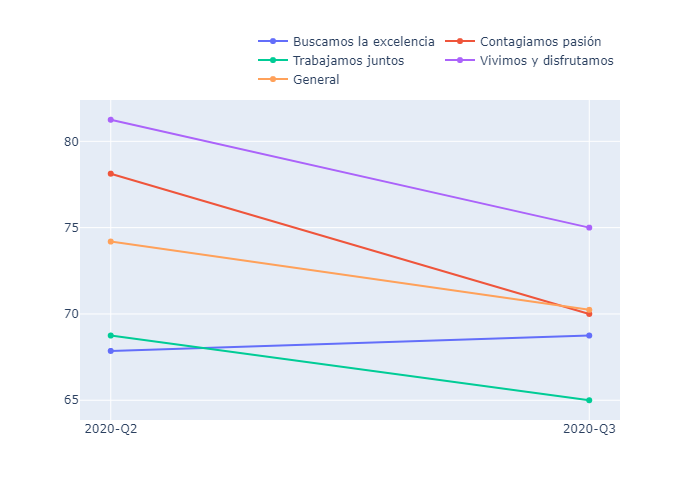 Buscamos la excelencia Contagiamos pasión
Trabajamos juntos Vivimos y disfrutamos
General
80
75
70
65
2020-Q2 2020-Q3